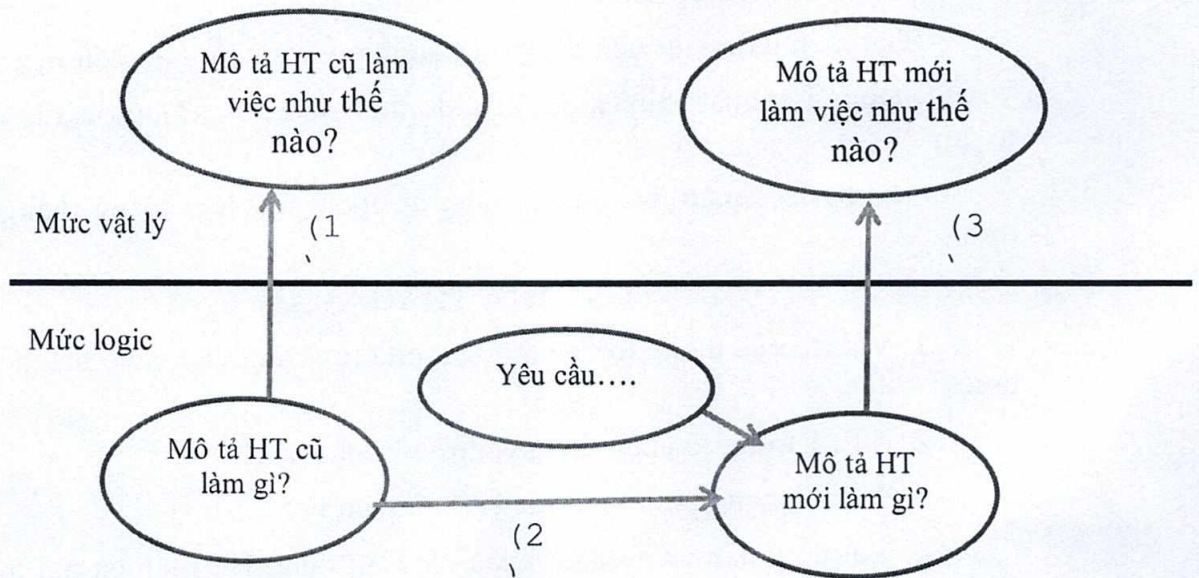 Mô tả HT cũ làm
việc như thế
nào?
Mô tả HT mới
làm việc như thế
nào?
Mức vật lý
(1
(3
Mức logic
Yêu cầu....
Mô tả HT cũ
làm gì?
Mô tả HT
mới làm gì?
(2